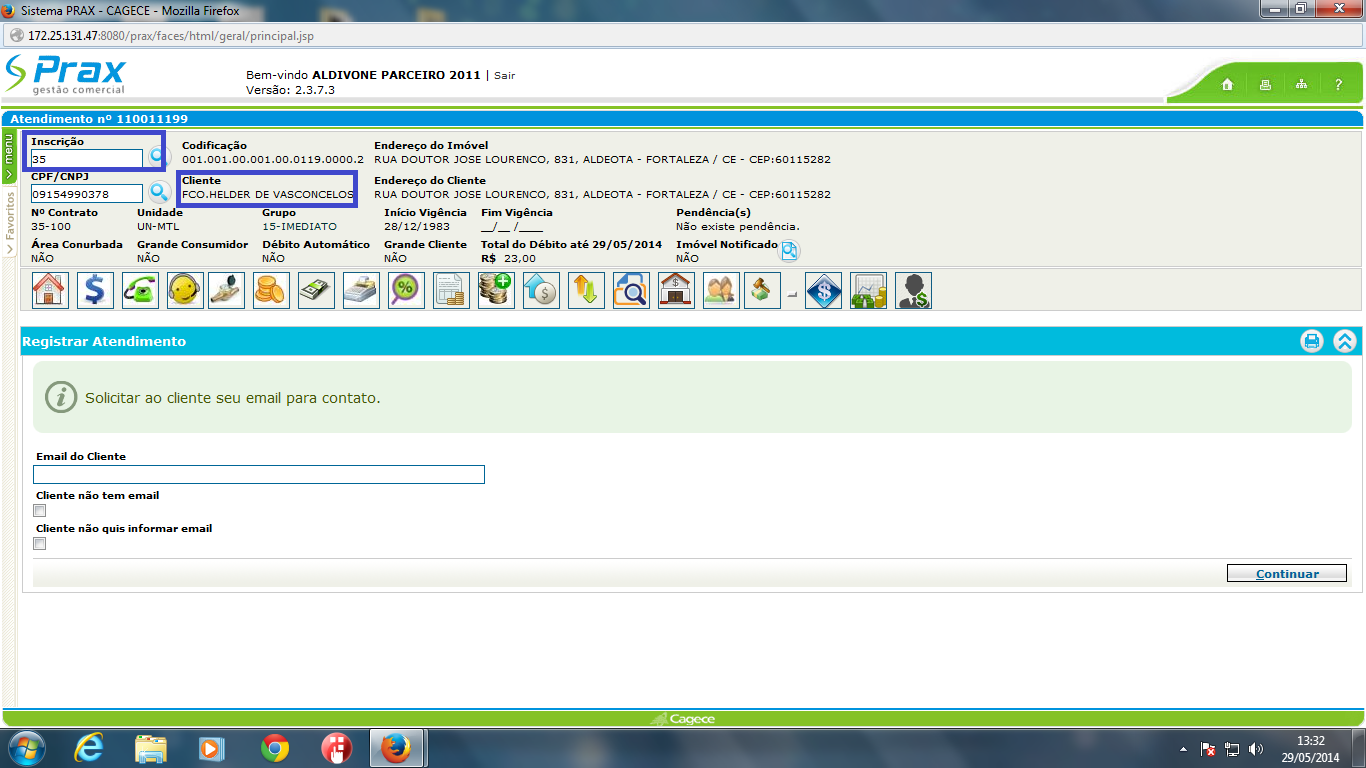 Sistema PRAX - CAGECE - Mozilla Firefox
172.25.131.47:8080/prax/faces/html/geral/principal.jsp
Prax
gestão comercial
Bem-vindo ALDIVONE PARCEIRO 2011 | Sair
Versão: 2.3.7.3
?
Atendimento nº 110011199
menu
Favoritos
Inscrição
35
Codificação
001.001.00.001.00.0119.0000.2
Endereço do Imóvel
RUA DOUTOR JOSE LOURENCO, 831, ALDEOTA - FORTALEZA / CE - CEP:60115282
CPF/CNPJ
09154990378
Cliente
FCO.HELDER DE VASCONCELOS
Endereço do Cliente
RUA DOUTOR JOSE LOURENCO, 831, ALDEOTA - FORTALEZA / CE - CEP:60115282
Nº Contrato Unidade Grupo Início Vigência Fim Vigência Pendência(s)
35-100 UN-MTL 15-IMEDIATO 28/12/1983 __/__ /____ Não existe pendência.
Área Conurbada Grande Consumidor Débito Automático Grande Cliente Total do Débito até 29/05/2014 Imóvel Notificado
NÃO NÃO NÃO NÃO R$ 23,00 NÃO
Registrar Atendimento
Solicitar ao cliente seu email para contato.
Email do Cliente
Cliente não tem email
Cliente não quis informar email
Continuar
Cagece
13:32
29/05/2014